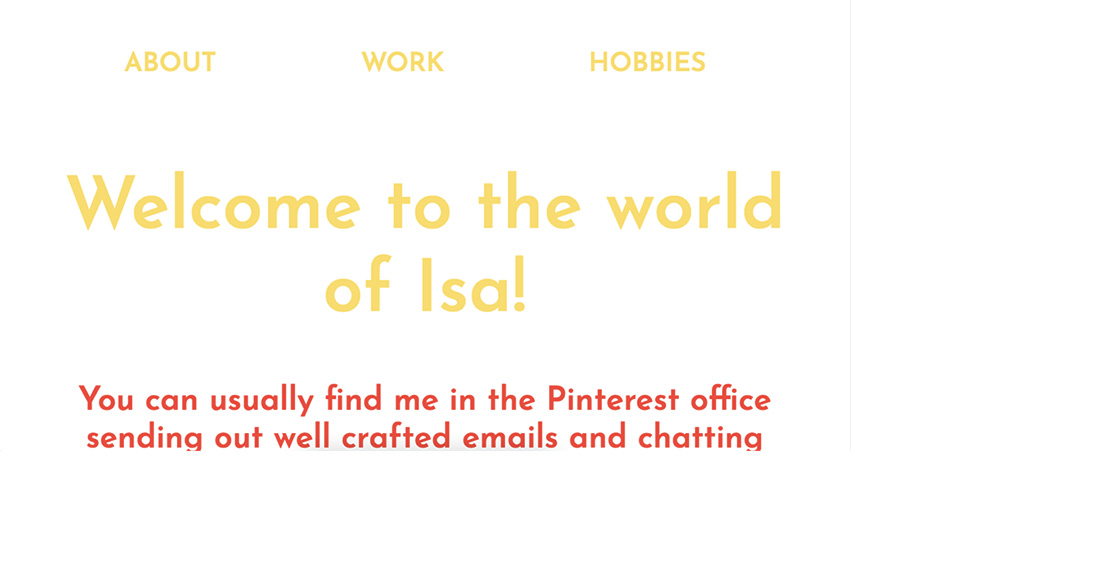 ABOUT WORK HOBBIES
Welcome to the world
of Isa!
You can usually find me in the Pinterest office
sending out well crafted emails and chatting